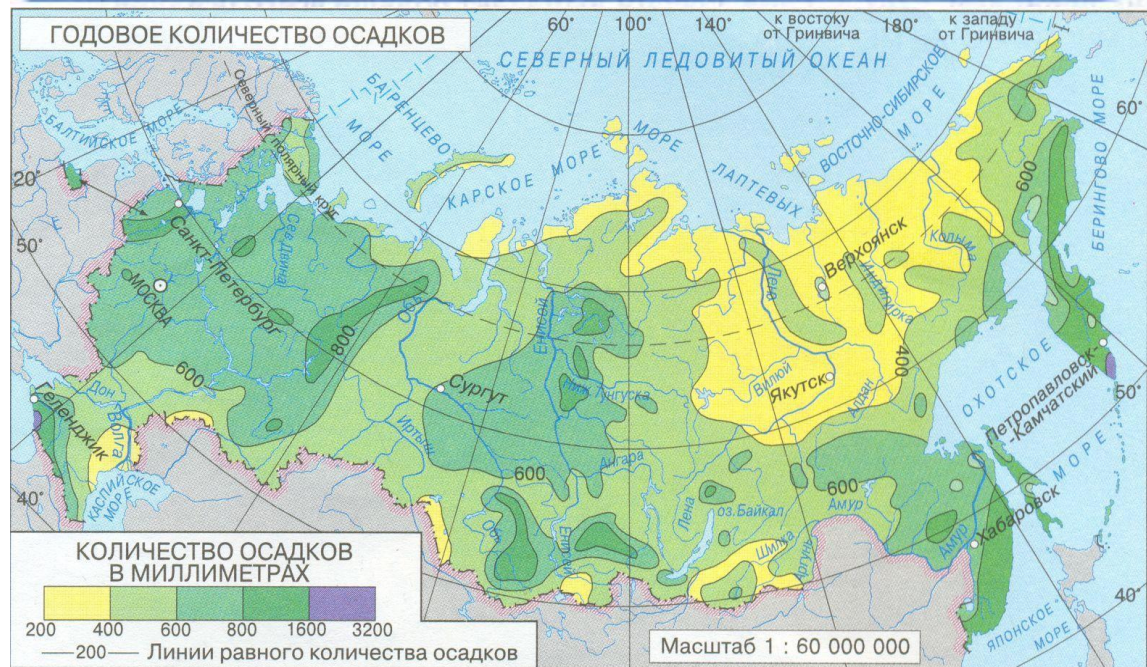 ГОДОВОЕ КОЛИЧЕСТВО ОСАДКОВ
60°
100°
140°
к востоку
от Гринвича
180°
к западу
от Гринвича
СЕВЕРНЫЙ ЛЕДОВИТЫЙ ОКЕАН
БАЛТИЙСКОЕ МОРЕ
Северный полярный круг
БАРЕНЦЕВО
МОРЕ
КАРСКОЕ МОРЕ
МОРЕ
ЛАПТЕВЫХ
ВОСТОЧНО-СИБИРСКОЕ
МОРЕ
БЕРИНГОВО МОРЕ
60°
20°
50°
40°
600
Санкт-Петербург
МОСКВА
Сев. Двина
800
600
Обь
Енисей
Лена
Верхоянск
Индигирка
Колыма
400
Геленджик
Дон
Волга
КАСПИЙСКОЕ
МОРЕ
Сургут
Иртыш
Ниж. Тунгуска
Вилюй
Якутск
Алдан
ОХОТСКОЕ
МОРЕ
Петропавловск-
-Камчатский
50°
600
Ангара
Обь
Енисей
Лена
оз. Байкал
600
Шилка
Аргунь
Амур
Амур
Хабаровск
40°
ЯПОНСКОЕ
МОРЕ
КОЛИЧЕСТВО ОСАДКОВ
В МИЛЛИМЕТРАХ
200 400 600 800 1600 3200
—200— Линии равного количества осадков
Масштаб 1 : 60 000 000